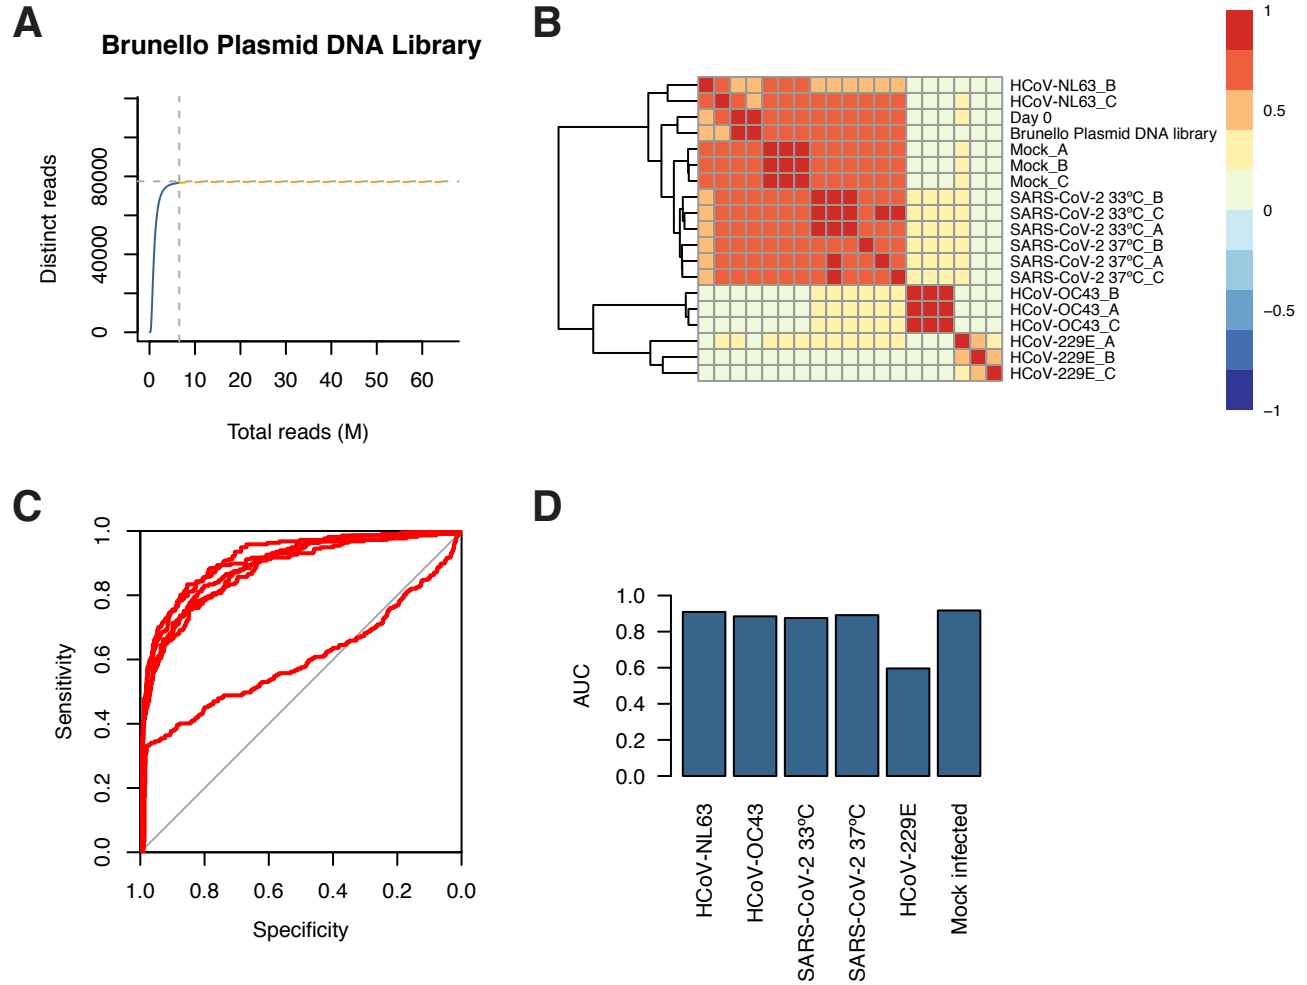 A
Brunello Plasmid DNA Library
Distinct reads
80000
40000
0
0 10 20 30 40 50 60
Total reads (M)
B
HCoV-NL63_B
HCoV-NL63_C
Day 0
Brunello Plasmid DNA library
Mock_A
Mock_B
Mock_C
SARS-CoV-2 33ºC_B
SARS-CoV-2 33ºC_C
SARS-CoV-2 33ºC_A
SARS-CoV-2 37ºC_B
SARS-CoV-2 37ºC_A
SARS-CoV-2 37ºC_C
HCoV-OC43_B
HCoV-OC43_A
HCoV-OC43_C
HCoV-229E_A
HCoV-229E_B
HCoV-229E_C
1
0.5
0
−0.5
−1
C
Sensitivity
1.0
0.8
0.6
0.4
0.2
0.0
1.0 0.8 0.6 0.4 0.2 0.0
Specificity
D
AUC
1.0
0.8
0.6
0.4
0.2
0.0
HCoV-NL63
HCoV-OC43
SARS-CoV-2 33ºC
SARS-CoV-2 37ºC
HCoV-229E
Mock infected